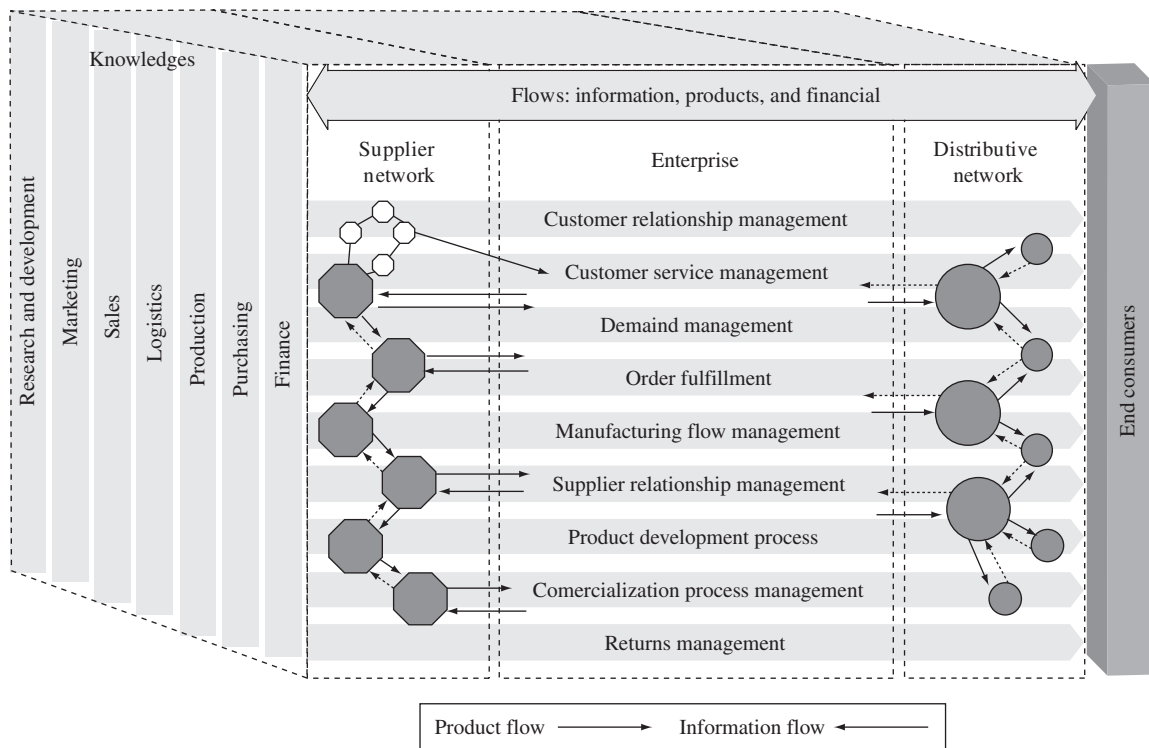 Knowledges
Research and development
Marketing
Sales
Logistics
Production
Purchasing
Finance
Flows: information, products, and financial
Supplier
network
Enterprise
Distributive
network
Customer relationship management
Customer service management
Demaind management
Order fulfillment
Manufacturing flow management
Supplier relationship management
Product development process
Comercialization process management
Returns management
End consumers
Product flow
Information flow